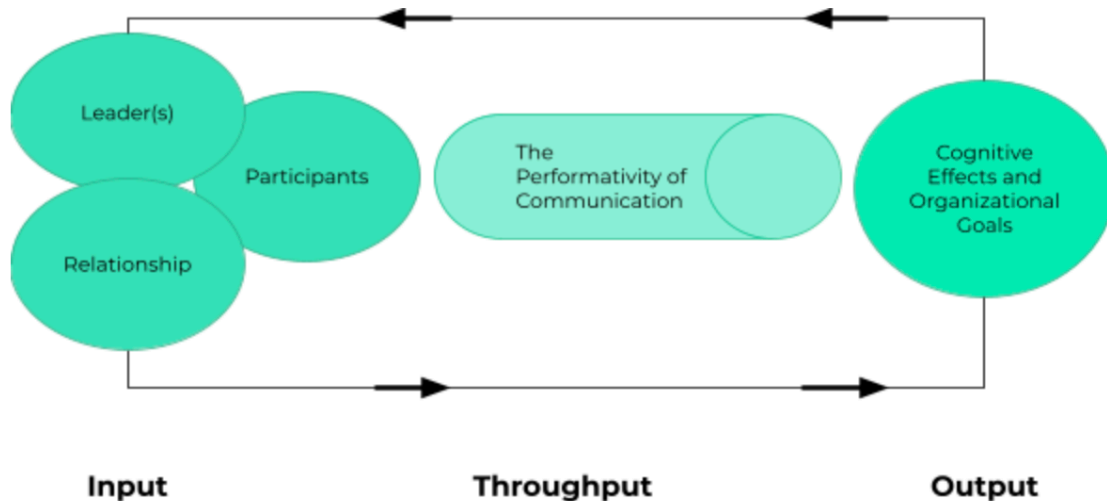 Leader(s)
Participants
Relationship
The
Performativity of
Communication
Cognitive
Effects and
Organizational
Goals
Input
Throughput
Output